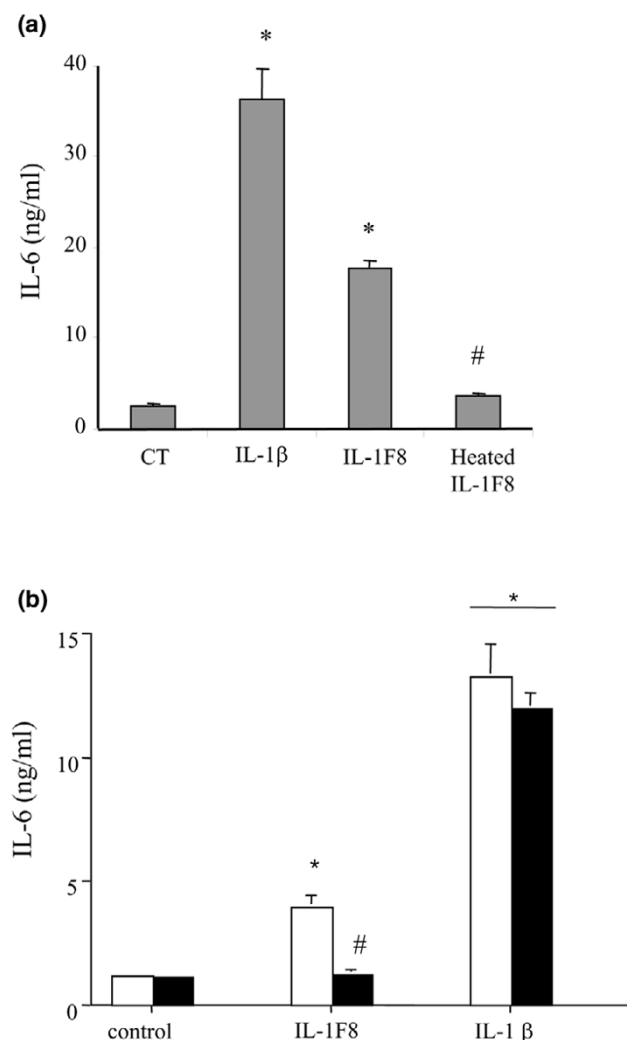 (a)
*
40
30
20
10
0
IL-6 (ng/ml)
*
#
CT
IL-1β
IL-1F8
Heated
IL-1F8
(b)
*
15
10
5
0
IL-6 (ng/ml)
*
#
control
IL-1F8
IL-1 β